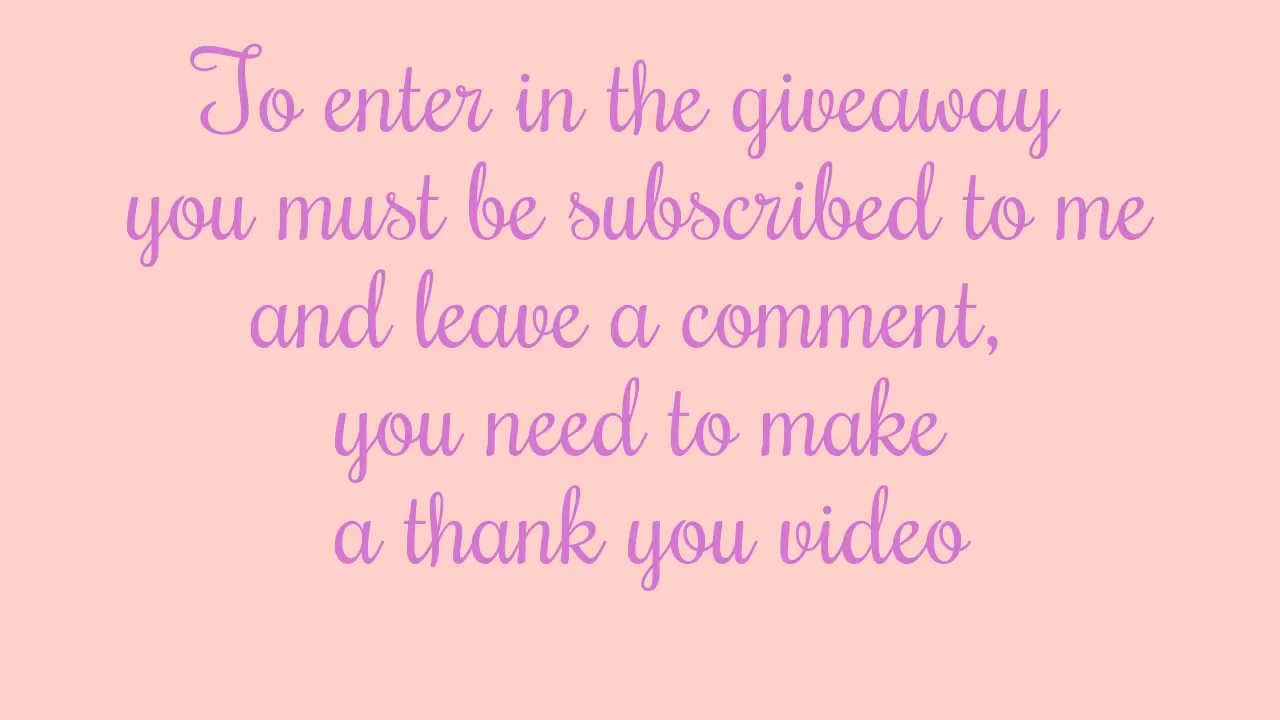 To enter in the giveaway
you must be subscribed to me
and leave a comment,
you need to make
a thank you video